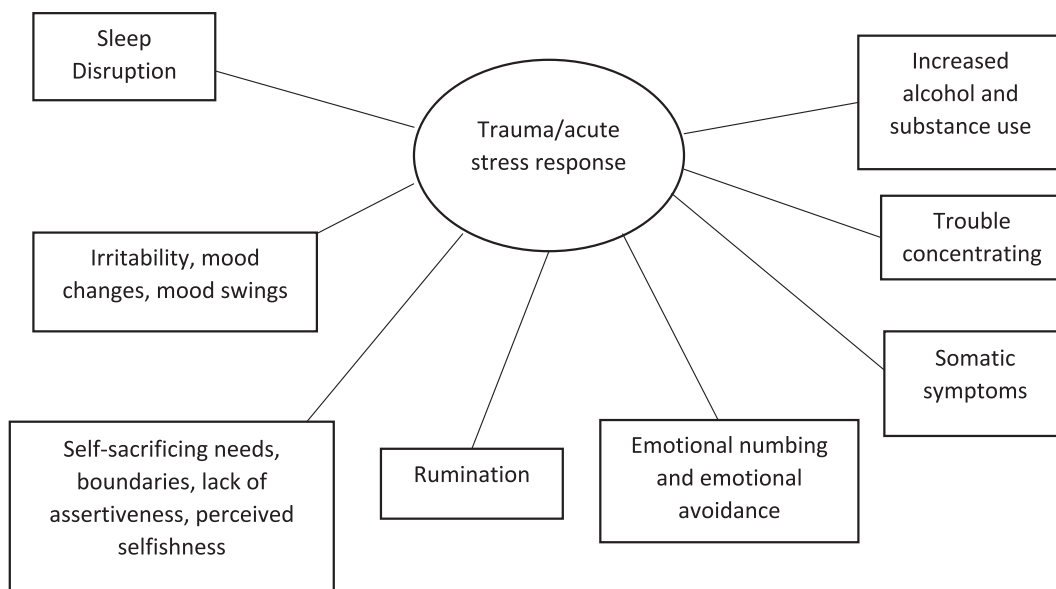 Sleep
Disruption
Trauma/acute
stress response
Increased
alcohol and
substance use
Trouble
concentrating
Irritability, mood
changes, mood swings
Somatic
symptoms
Self-sacrificing needs,
boundaries, lack of
assertiveness, perceived
selfishness
Rumination
Emotional numbing
and emotional
avoidance